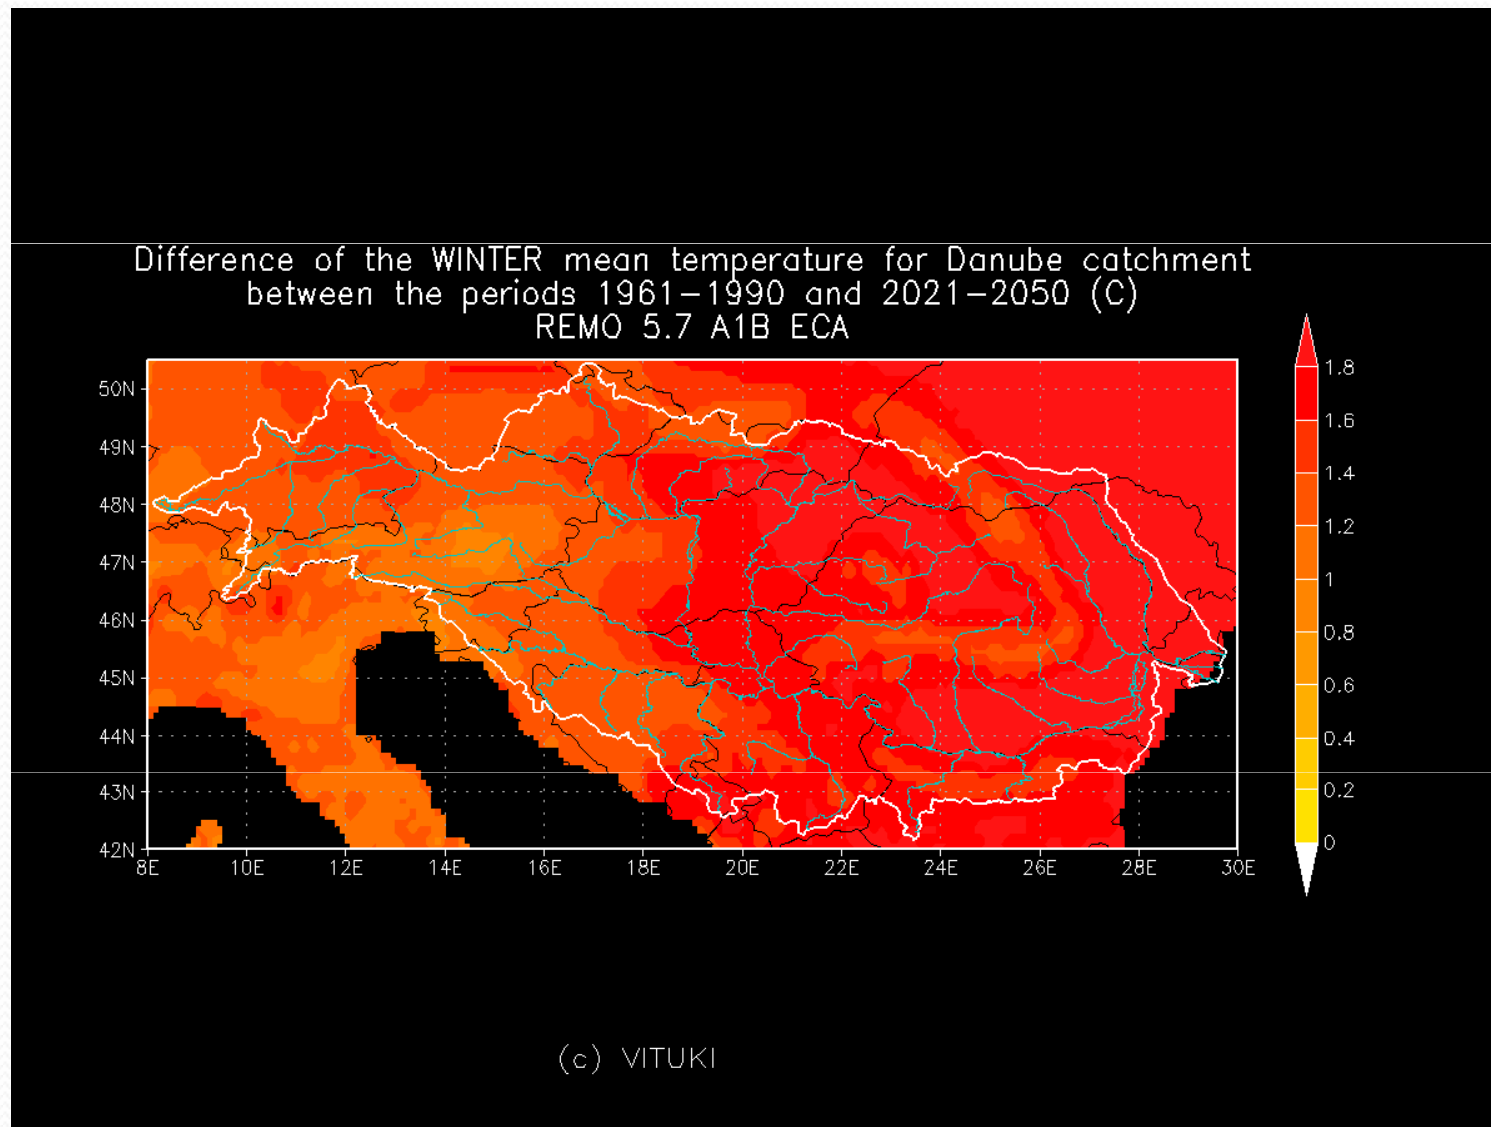 Difference of the WINTER mean temperature for Danube catchment
between the periods 1961-1990 and 2021-2050 (C)
REMO 5.7 A1B ECA
50N
49N
48N
47N
46N
45N
44N
43N
42N
8E 10E 12E 14E 16E 18E 20E 22E 24E 26E 28E 30E
1.8
1.6
1.4
1.2
1
0.8
0.6
0.4
0.2
0
(c) VITUKI